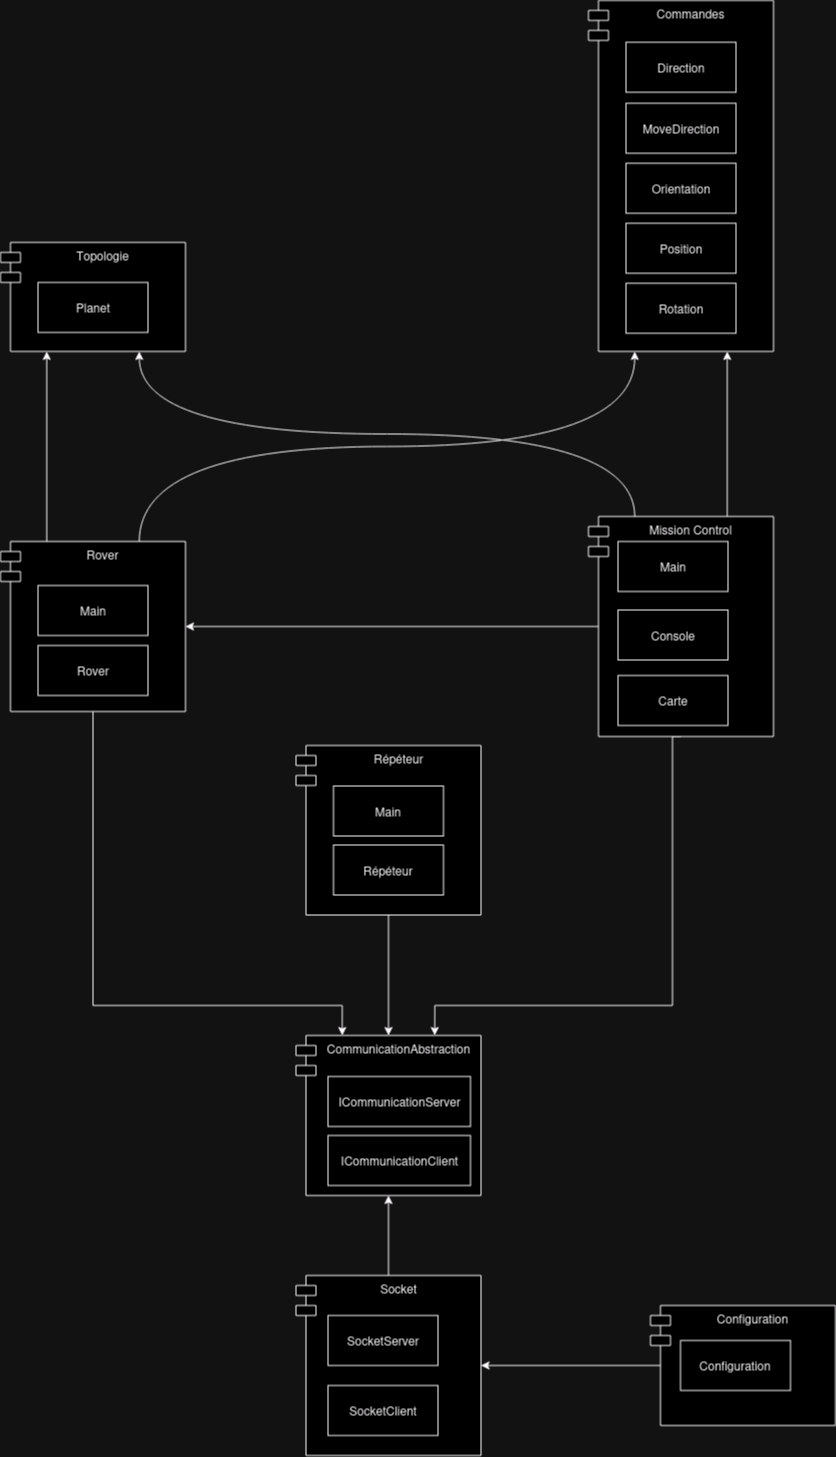 Commandes
Direction
MoveDirection
Orientation
Position
Rotation
Topologie
Planet
Rover
Main
Rover
Mission Control
Main
Console
Carte
Répéteur
Main
Répéteur
CommunicationAbstraction
ICommunicationServer
ICommunicationClient
Socket
SocketServer
SocketClient
Configuration
Configuration